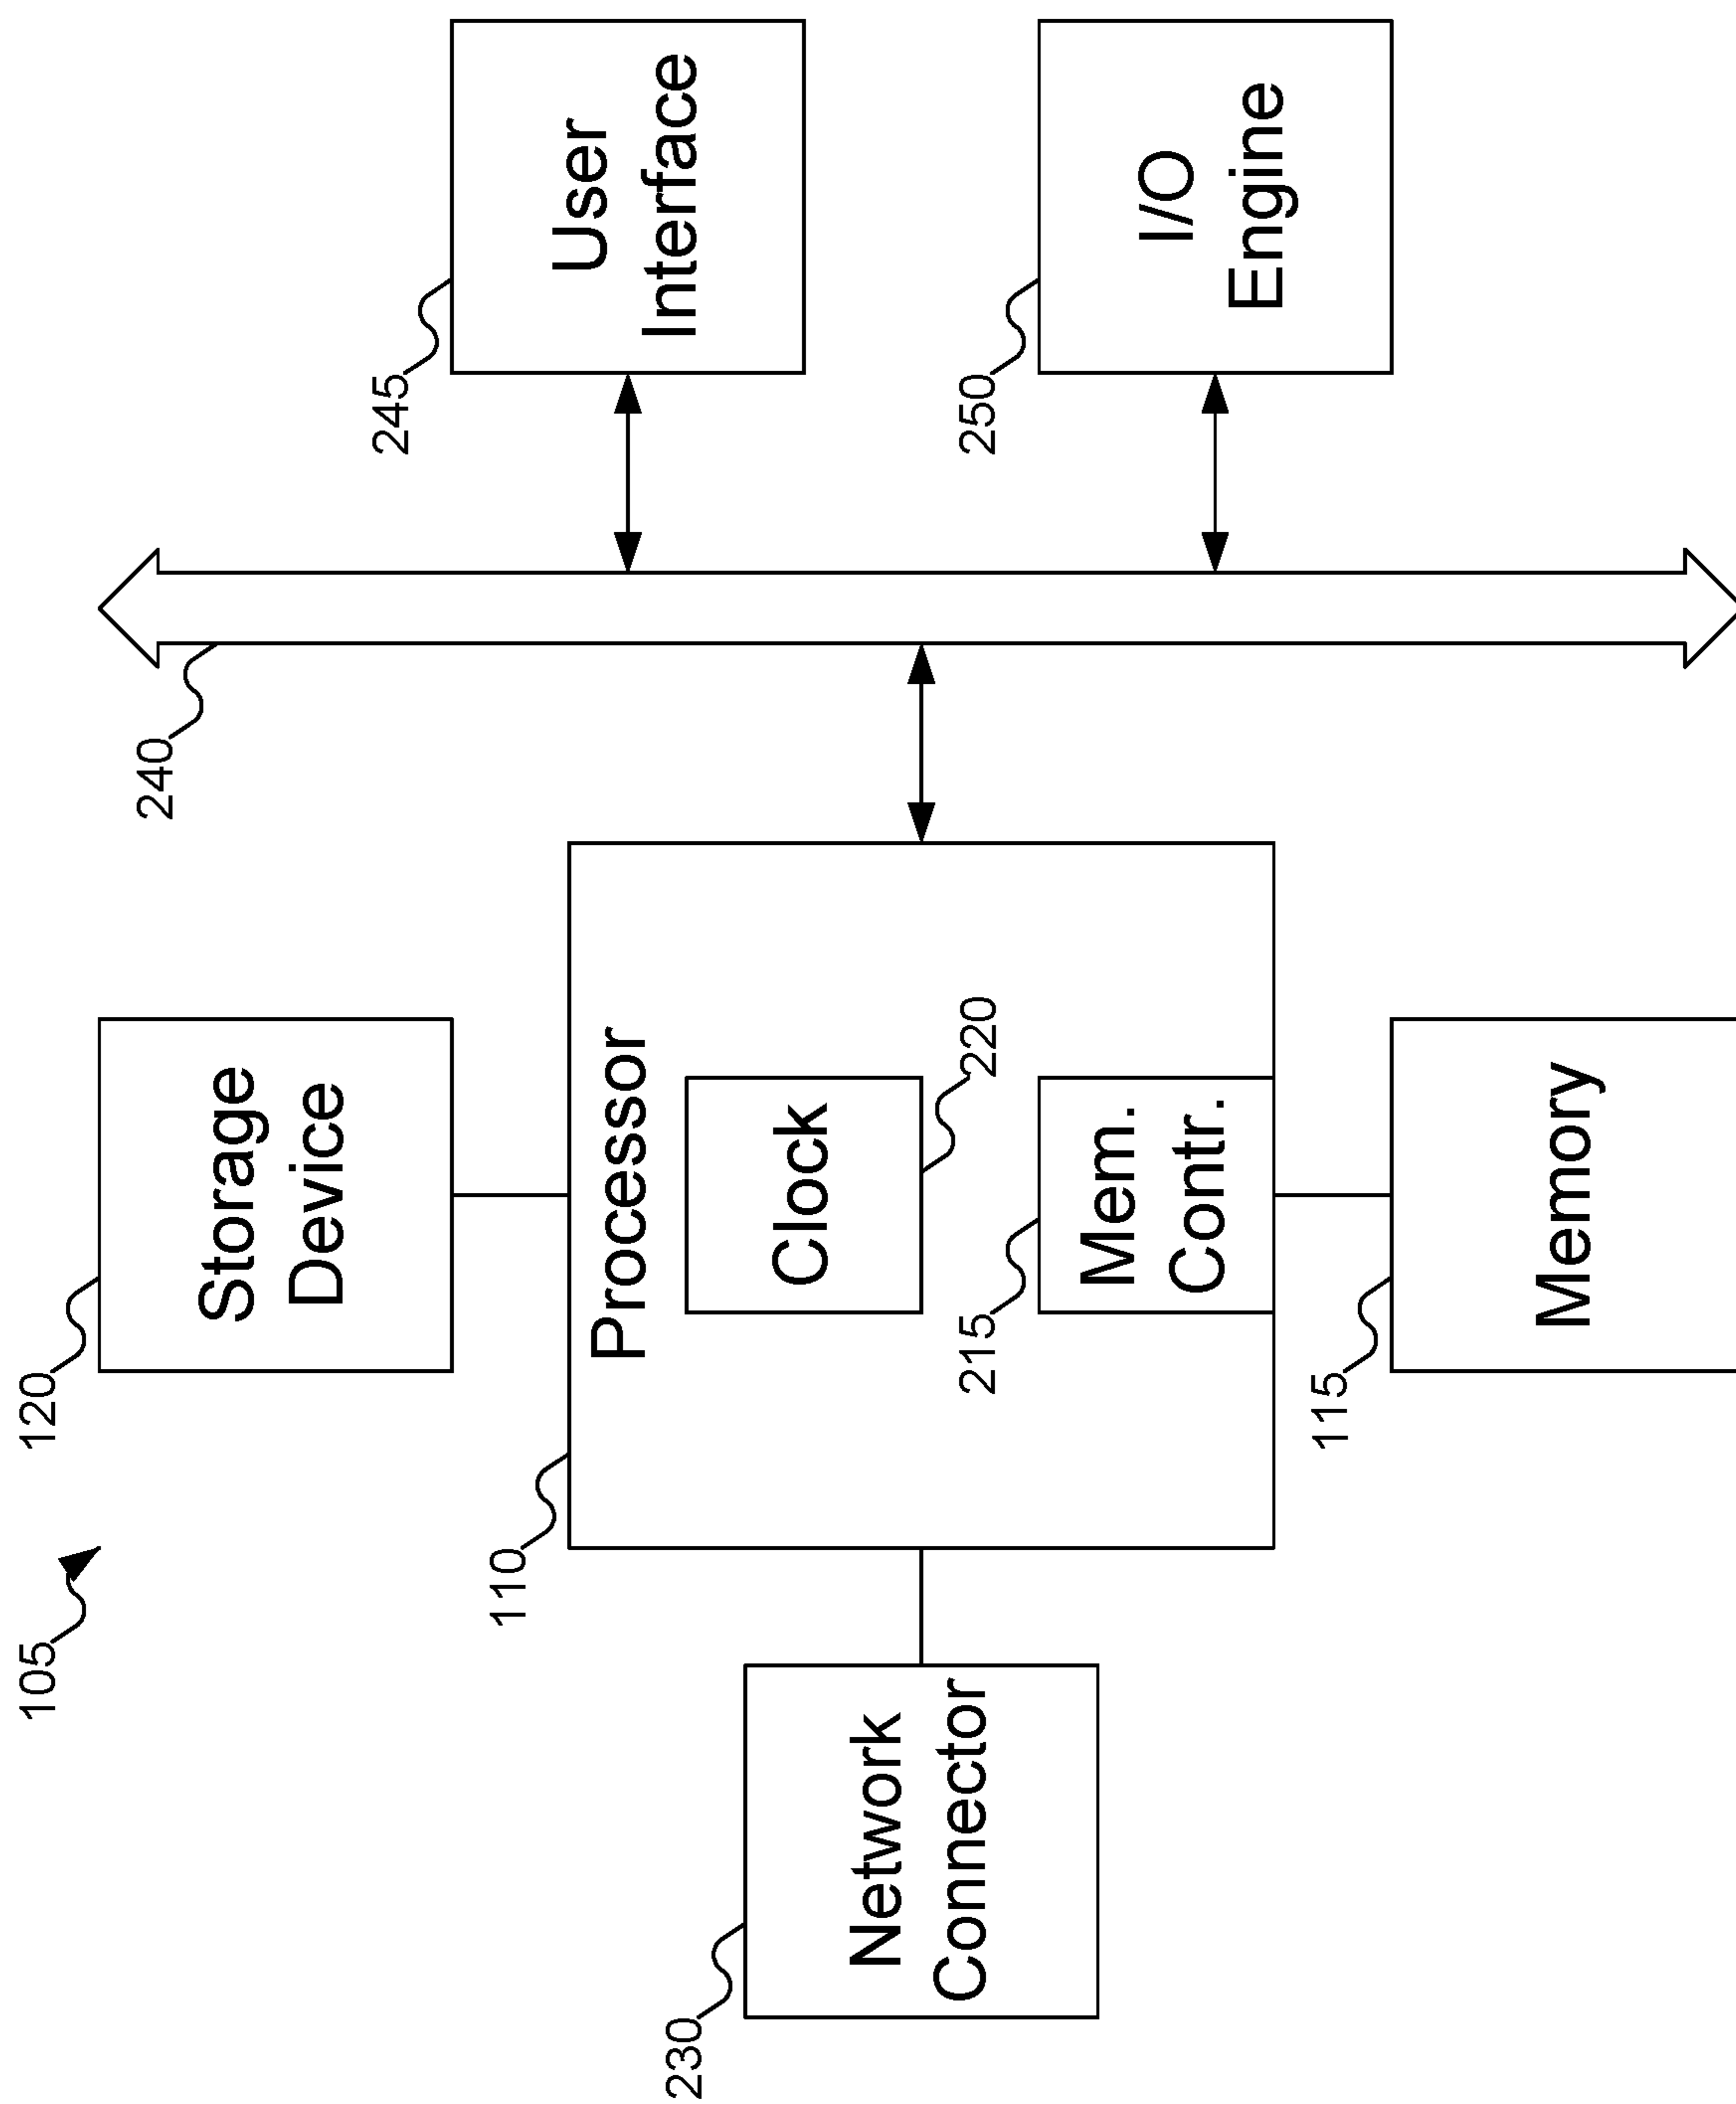 105
120
Storage
Device
240
110
Processor
245
User
Interface
230
Network
Connector
Clock
220
215
Mem.
Contr.
250
I/O
Engine
115
Memory